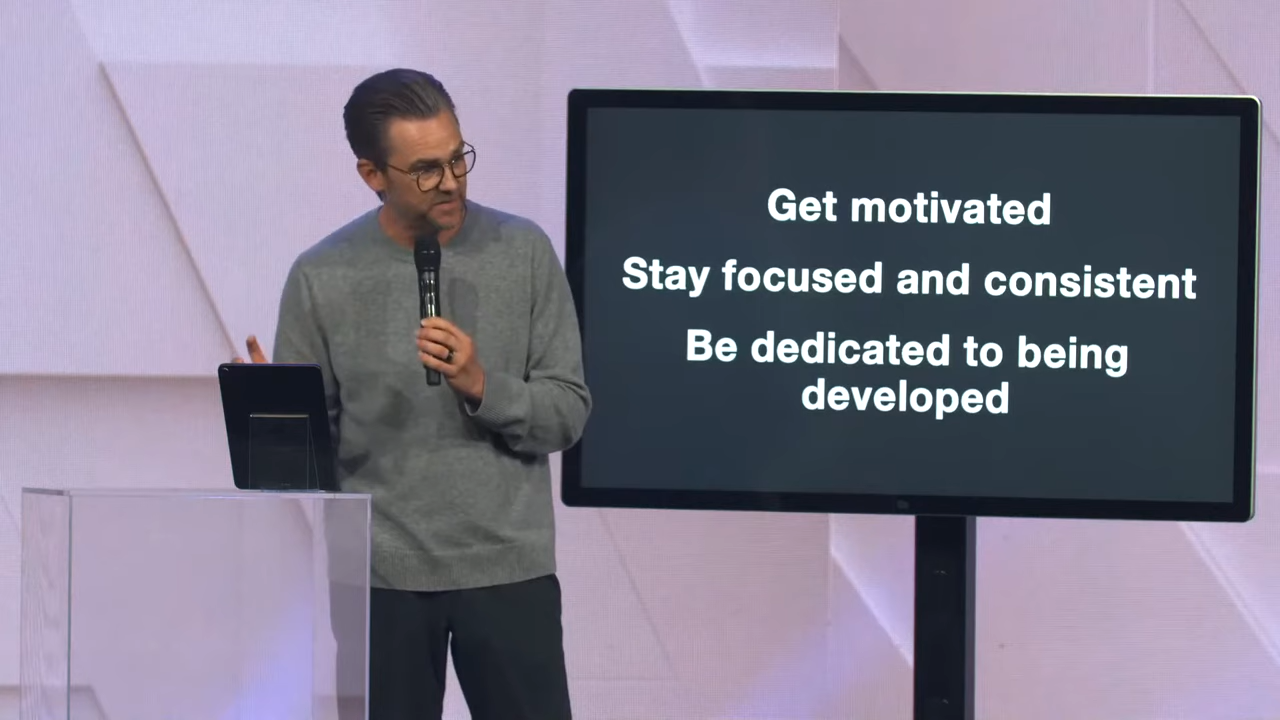 Get motivated
Stay focused and consistent
Be dedicated to being
developed